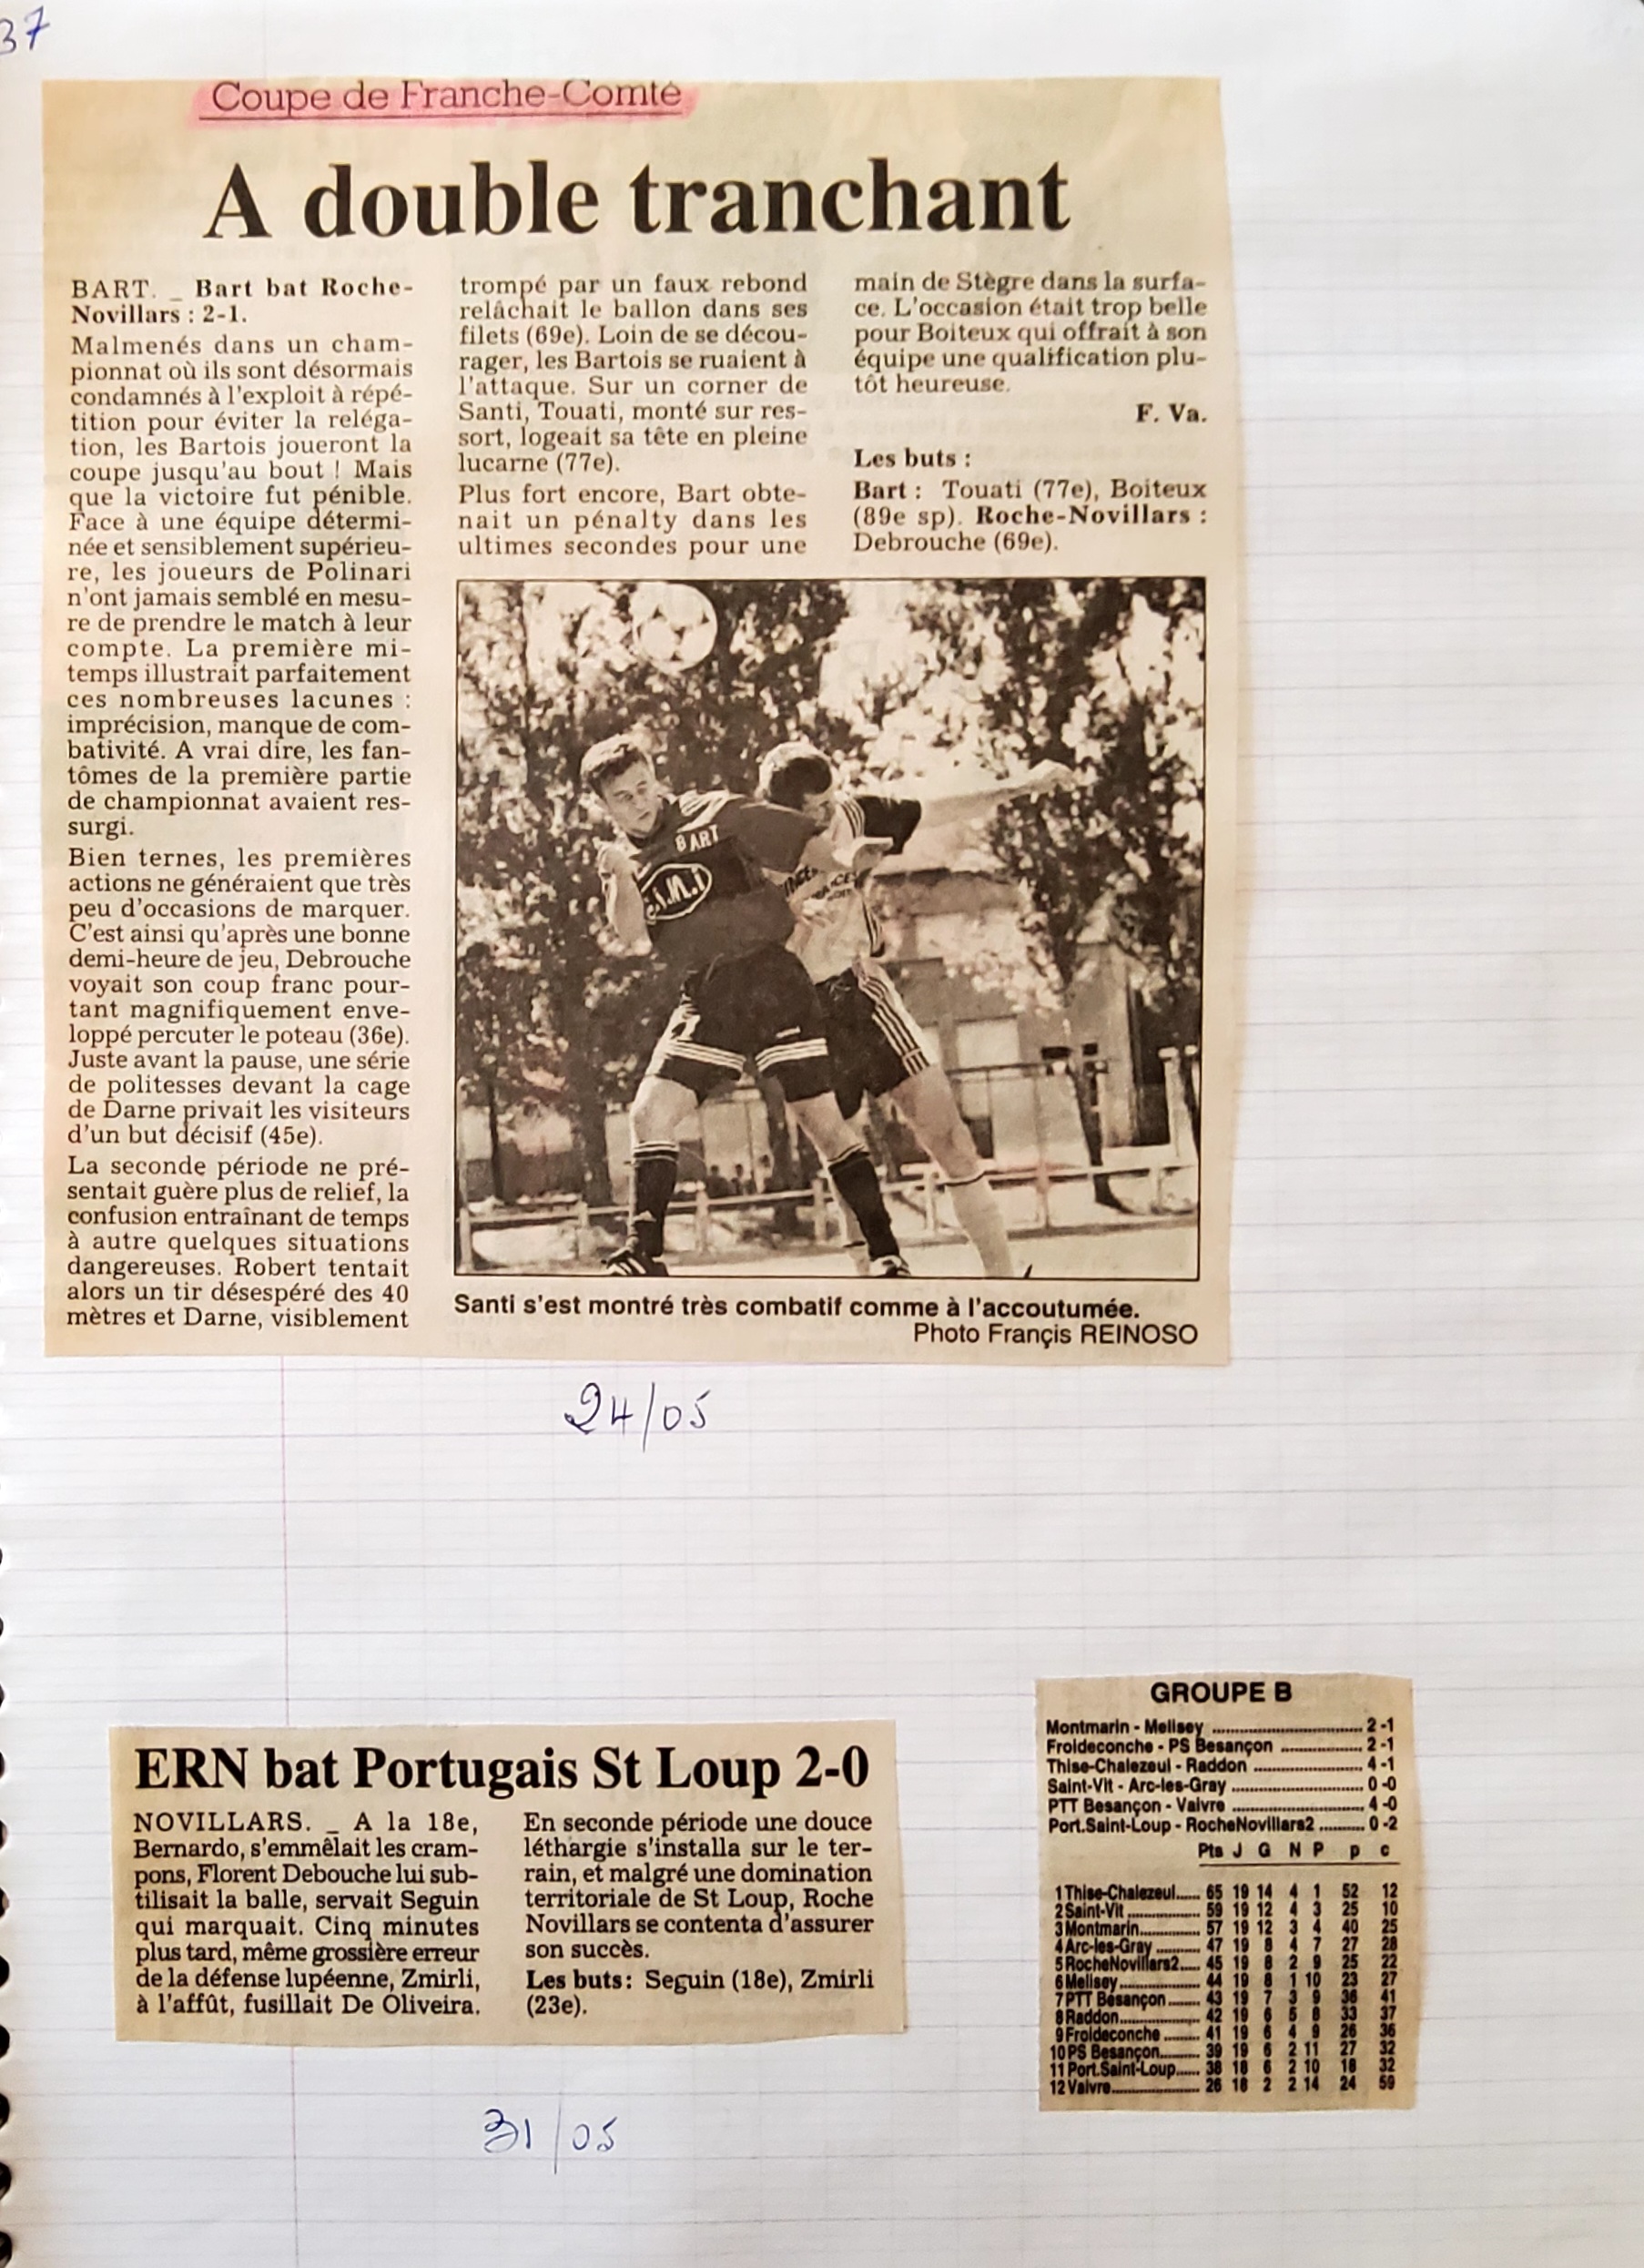 37
Coupe de Franche-Comté
A double tranchant
BART. _ Bart bat Roche-
Novillars : 2-1.
Malmenés dans un cham-
pionnat où ils sont désormais
condamnés à l'exploit à répé-
tition pour éviter la reléga-
tion, les Bartois joueront la
coupe jusqu'au bout ! Mais
que la victoire fut pénible.
Face à une équipe détermi-
née et sensiblement supérieu-
re, les joueurs de Polinari
n'ont jamais semblé en mesu-
re de prendre le match à leur
compte. La première mi-
temps illustrait parfaitement
ces nombreuses lacunes :
imprécision, manque de com-
bativité. A vrai dire, les fan-
tômes de la première partie
de championnat avaient res-
surgi.
Bien ternes, les premières
actions ne généraient que très
peu d'occasions de marquer.
C'est ainsi qu'après une bonne
demi-heure de jeu, Debrouche
voyait son coup franc pour-
tant magnifiquement enve-
loppé percuter le poteau (36e).
Juste avant la pause, une série
de politesses devant la cage
de Darne privait les visiteurs
d'un but décisif (45e).
La seconde période ne pré-
sentait guère plus de relief, la
confusion entraînant de temps
à autre quelques situations
dangereuses. Robert tentait
alors un tir désespéré des 40
mètres et Darne, visiblement
trompé par un faux rebond
relâchait le ballon dans ses
filets (69e). Loin de se décou-
rager, les Bartois se ruaient à
l'attaque. Sur un corner de
Santi, Touati, monté sur res-
sort, logeait sa tête en pleine
lucarne (77e).
Plus fort encore, Bart obte-
nait un pénalty dans les
ultimes secondes pour une
main de Stègre dans la surfa-
ce. L'occasion était trop belle
pour Boiteux qui offrait à son
équipe une qualification plu-
tôt heureuse.
F. Va.
Les buts :
Bart : Touati (77e), Boiteux
(89e sp). Roche-Novillars :
Debrouche (69e).
BART
Santi s'est montré très combatif comme à l'accoutumée.
Photo Françis REINOSO
24/05
ERN bat Portugais St Loup 2-0
NOVILLARS. _ A la 18e,
Bernardo, s'emmêlait les cram-
pons, Florent Debouche lui sub-
tilisait la balle, servait Seguin
qui marquait. Cinq minutes
plus tard, même grossière erreur
de la défense lupéenne, Zmirli,
à l'affût, fusillait De Oliveira.
En seconde période une douce
léthargie s'installa sur le ter-
rain, et malgré une domination
territoriale de St Loup, Roche
Novillars se contenta d'assurer
son succès.
Les buts : Seguin (18e), Zmirli
(23e).
31/05
GROUPE B
Montmarin - Melisey ........ 2-1
Froideconche - PS Besançon ........ 2-1
Thise-Chalezeul - Raddon ........ 4-1
Saint-Vit - Arc-les-Gray ........ 0-0
PTT Besançon - Vaivre ........ 4-0
Port.Saint-Loup - RocheNovillars2 ........ 0-2
Pts J G N P p c
1 Thise-Chalezeul...... 65 19 14 4 1 52 12
2 Saint-Vit ...... 59 19 12 4 3 25 10
3 Montmarin...... 57 19 12 3 4 40 25
4 Arc-les-Gray ...... 47 19 8 4 7 27 28
5 RocheNovillars2...... 45 19 8 2 9 25 22
6 Melisey...... 44 19 8 1 10 23 27
7 PTT Besançon ...... 43 19 7 3 9 36 41
8 Raddon...... 42 19 6 5 8 33 37
9 Froideconche ...... 41 19 6 4 9 26 36
10 PS Besançon...... 39 19 6 2 11 27 32
11 Port.Saint-Loup...... 38 18 6 2 10 18 32
12 Vaivre...... 26 18 2 2 14 24 59